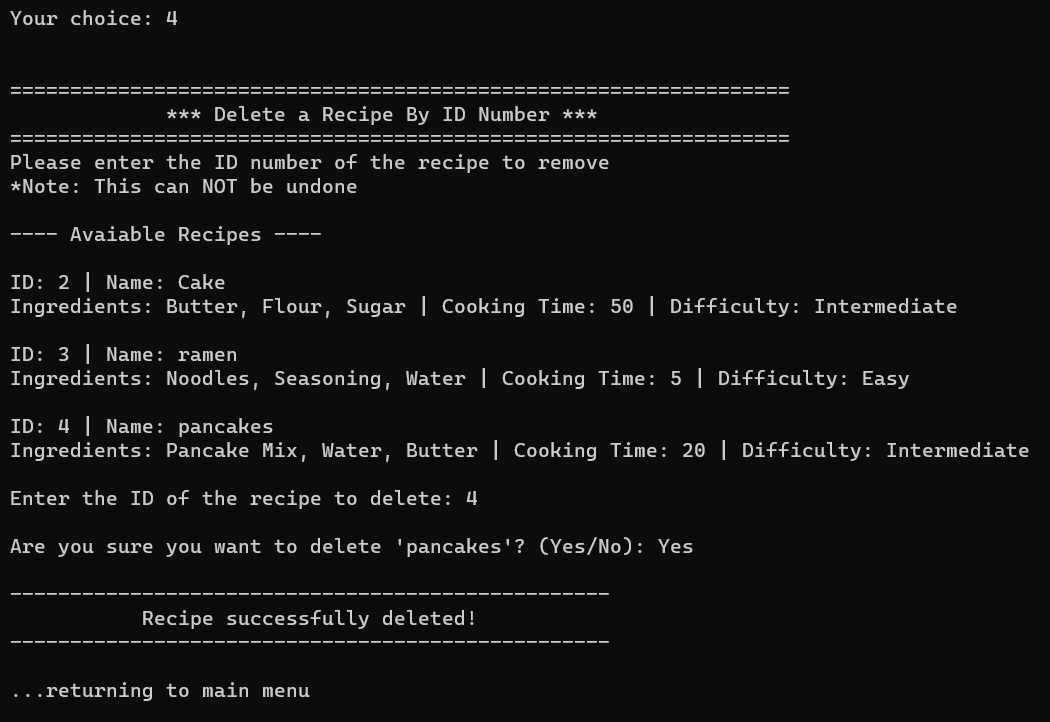 Your choice: 4
=================================================================
*** Delete a Recipe By ID Number ***
=================================================================
Please enter the ID number of the recipe to remove
*Note: This can NOT be undone
---- Avaiable Recipes ----
ID: 2 | Name: Cake
Ingredients: Butter, Flour, Sugar | Cooking Time: 50 | Difficulty: Intermediate
ID: 3 | Name: ramen
Ingredients: Noodles, Seasoning, Water | Cooking Time: 5 | Difficulty: Easy
ID: 4 | Name: pancakes
Ingredients: Pancake Mix, Water, Butter | Cooking Time: 20 | Difficulty: Intermediate
Enter the ID of the recipe to delete: 4
Are you sure you want to delete 'pancakes'? (Yes/No): Yes
--------------------------------------------------
Recipe successfully deleted!
--------------------------------------------------
...returning to main menu